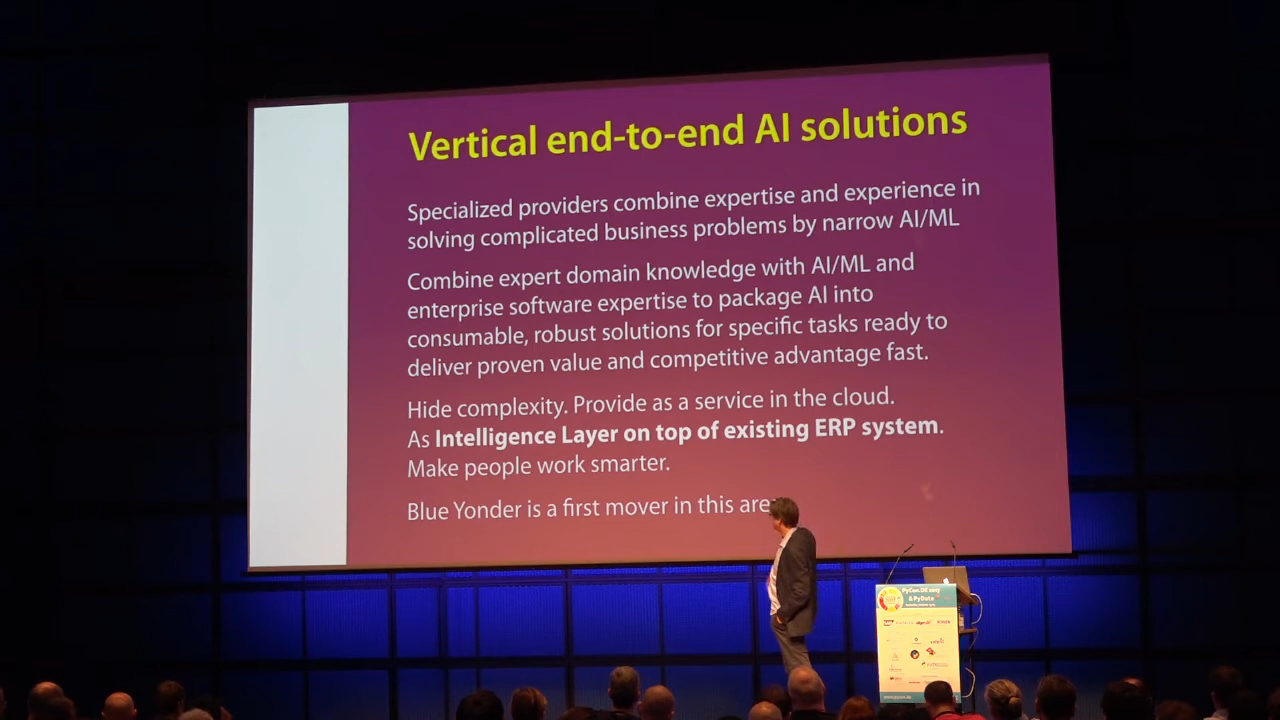 Vertical end-to-end AI solutions
Specialized providers combine expertise and experience in
solving complicated business problems by narrow AI/ML
Combine expert domain knowledge with AI/ML and
enterprise software expertise to package AI into
consumable, robust solutions for specific tasks ready to
deliver proven value and competitive advantage fast.
Hide complexity. Provide as a service in the cloud.
As Intelligence Layer on top of existing ERP system.
Make people work smarter.
Blue Yonder is a first mover in this are
PyCon.DE 2017
& PyData